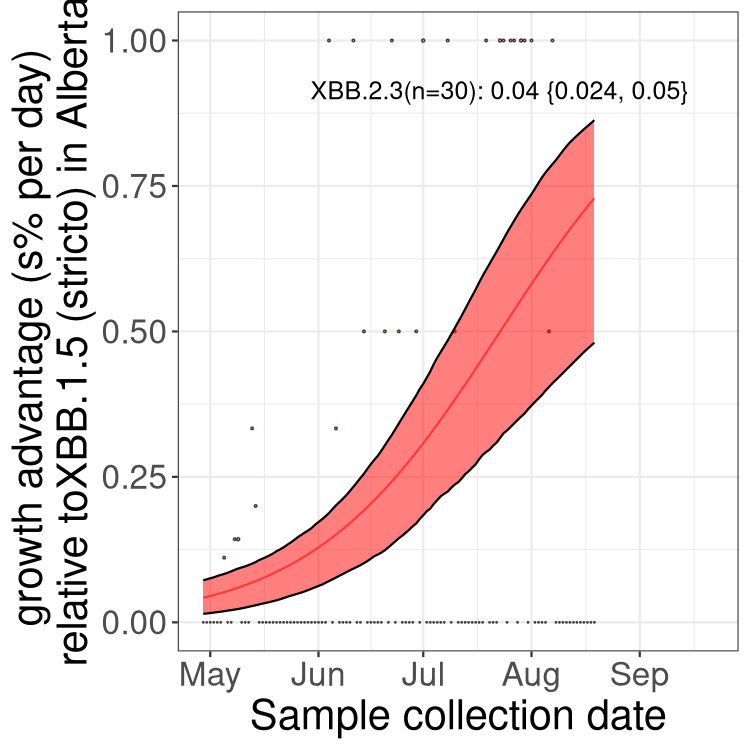 growth advantage (s% per day)
relative toXBB.1.5 (stricto) in Alberta
1.00
0.75
0.50
0.25
0.00
XBB.2.3(n=30): 0.04 {0.024, 0.05}
May Jun Jul Aug Sep
Sample collection date